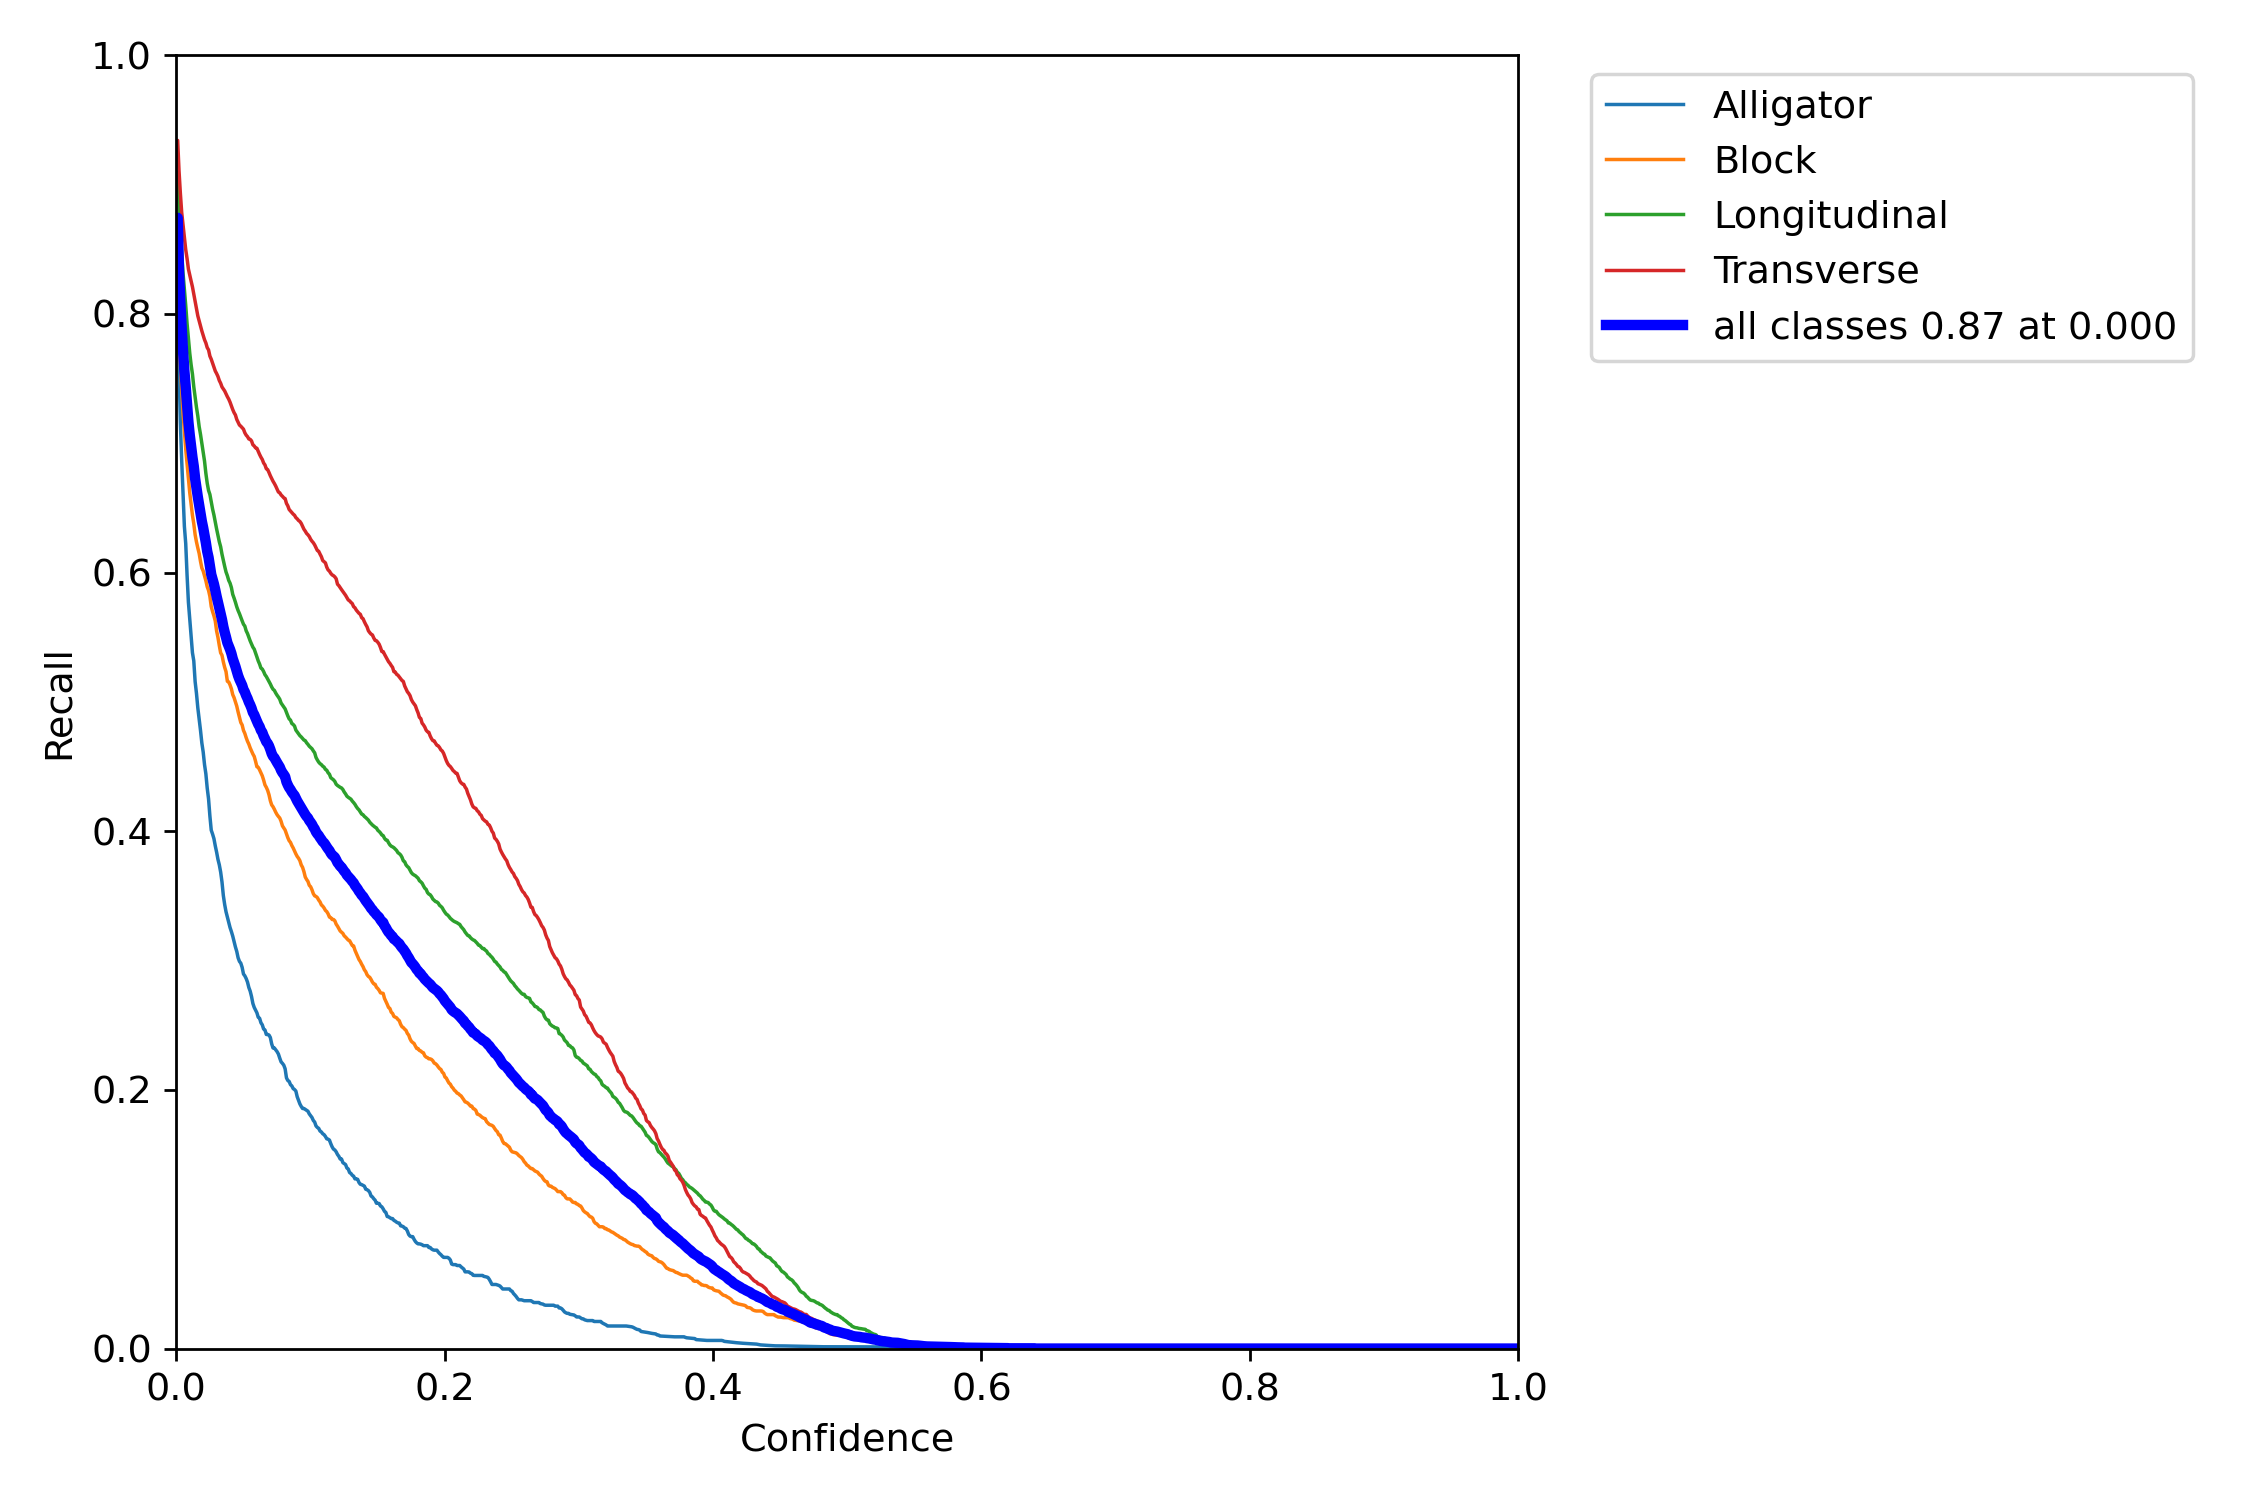 1.0
0.8
0.6
0.4
0.2
0.0
Recall
0.0 0.2 0.4 0.6 0.8 1.0
Confidence
Alligator
Block
Longitudinal
Transverse
all classes 0.87 at 0.000